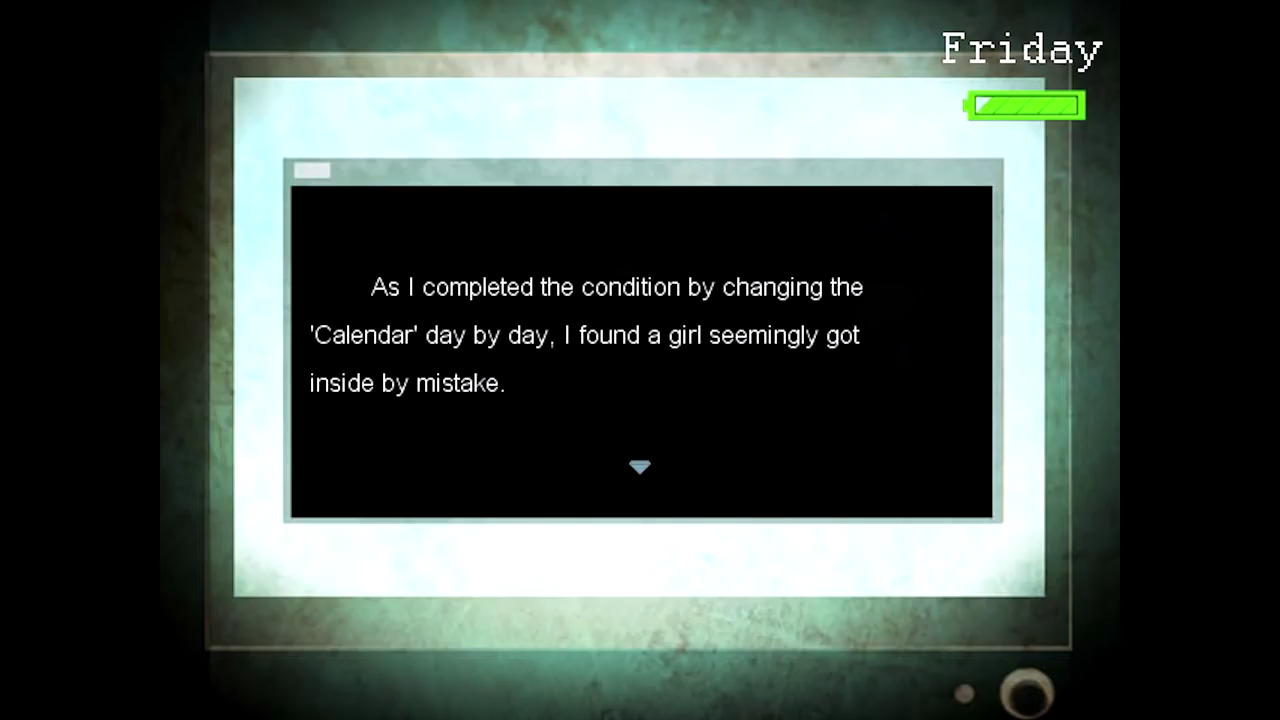 Friday
As I completed the condition by changing the
'Calendar' day by day, I found a girl seemingly got
inside by mistake.